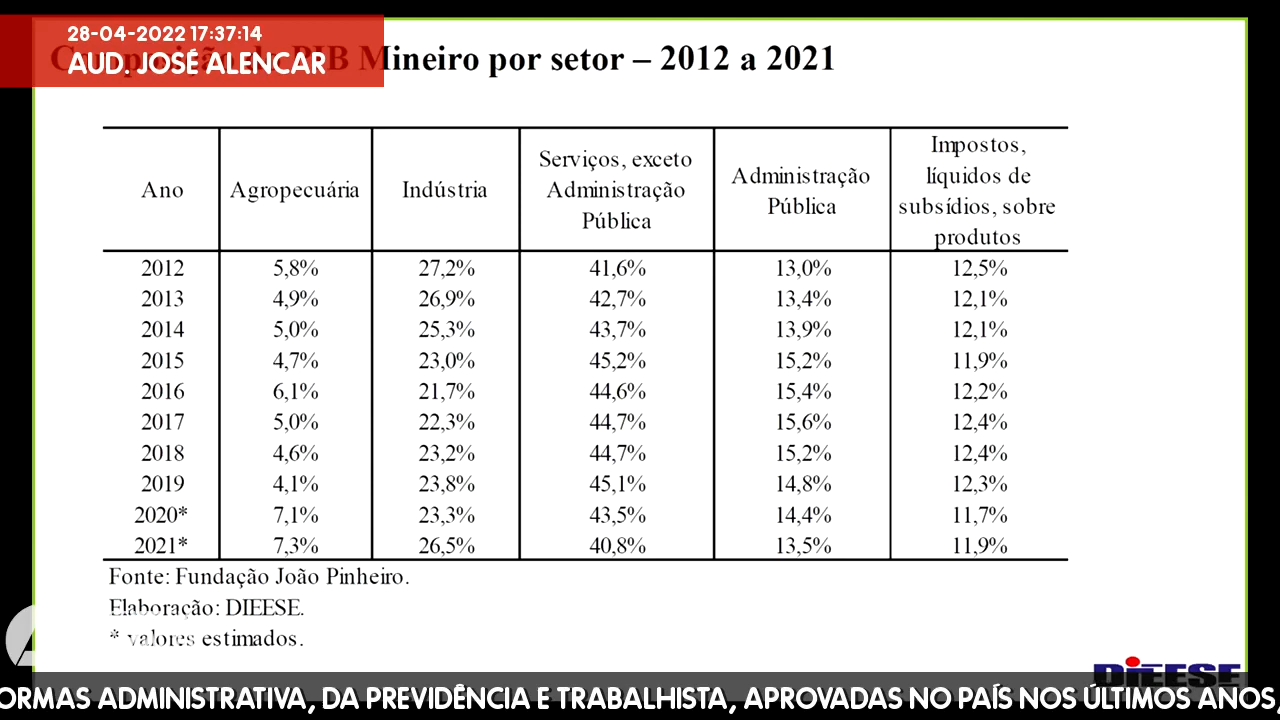 28-04-2022 17:37:14
AUD. JOSÉ ALENCAR
Mineiro por setor – 2012 a 2021
Ano Agropecuária Indústria Serviços, exceto Administração Pública Administração Pública Impostos, líquidos de subsídios, sobre produtos
2012 5,8% 27,2% 41,6% 13,0% 12,5%
2013 4,9% 26,9% 42,7% 13,4% 12,1%
2014 5,0% 25,3% 43,7% 13,9% 12,1%
2015 4,7% 23,0% 45,2% 15,2% 11,9%
2016 6,1% 21,7% 44,6% 15,4% 12,2%
2017 5,0% 22,3% 44,7% 15,6% 12,4%
2018 4,6% 23,2% 44,7% 15,2% 12,4%
2019 4,1% 23,8% 45,1% 14,8% 12,3%
2020* 7,1% 23,3% 43,5% 14,4% 11,7%
2021* 7,3% 26,5% 40,8% 13,5% 11,9%
Fonte: Fundação João Pinheiro.
Elaboração: DIEESE.
* valores estimados.
DIEESE
ORMAS ADMINISTRATIVA, DA PREVIDÊNCIA E TRABALHISTA, APROVADAS NO PAÍS NOS ÚLTIMOS ANOS,